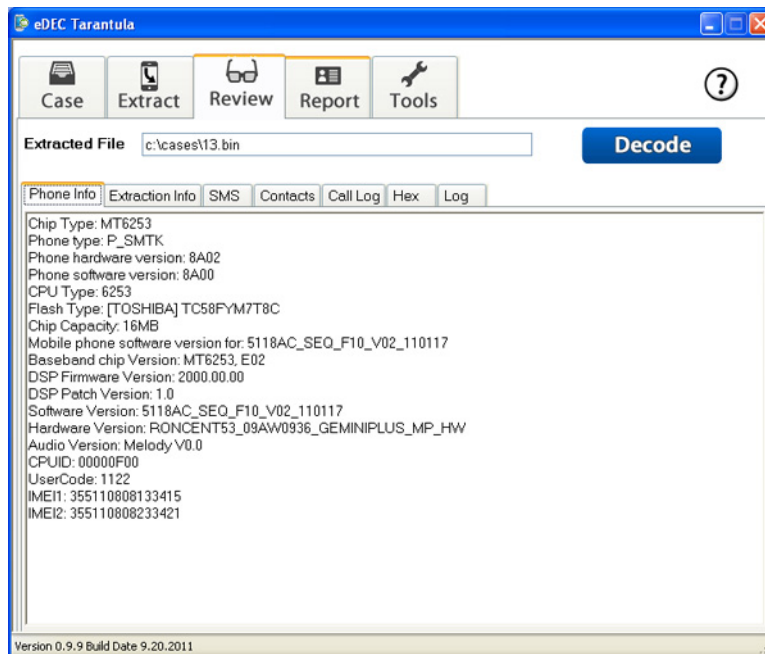 eDEC Tarantula
Case Extract Review Report Tools ?
Extracted File c:\cases\13.bin Decode
Phone Info Extraction Info SMS Contacts Call Log Hex Log
Chip Type: MT6253
Phone type: P_SMTK
Phone hardware version: 8A02
Phone software version: 8A00
CPU Type: 6253
Flash Type: [TOSHIBA] TC58FYM7T8C
Chip Capacity: 16MB
Mobile phone software version for: 5118AC_SEQ_F10_V02_110117
Baseband chip Version: MT6253, E02
DSP Firmware Version: 2000.00.00
DSP Patch Version: 1.0
Software Version: 5118AC_SEQ_F10_V02_110117
Hardware Version: RONCENT53_09AW0936_GEMINIPLUS_MP_HW
Audio Version: Melody V0.0
CPUID: 00000F00
UserCode: 1122
IMEI1: 355110808133415
IMEI2: 355110808233421
Version 0.9.9 Build Date 9.20.2011